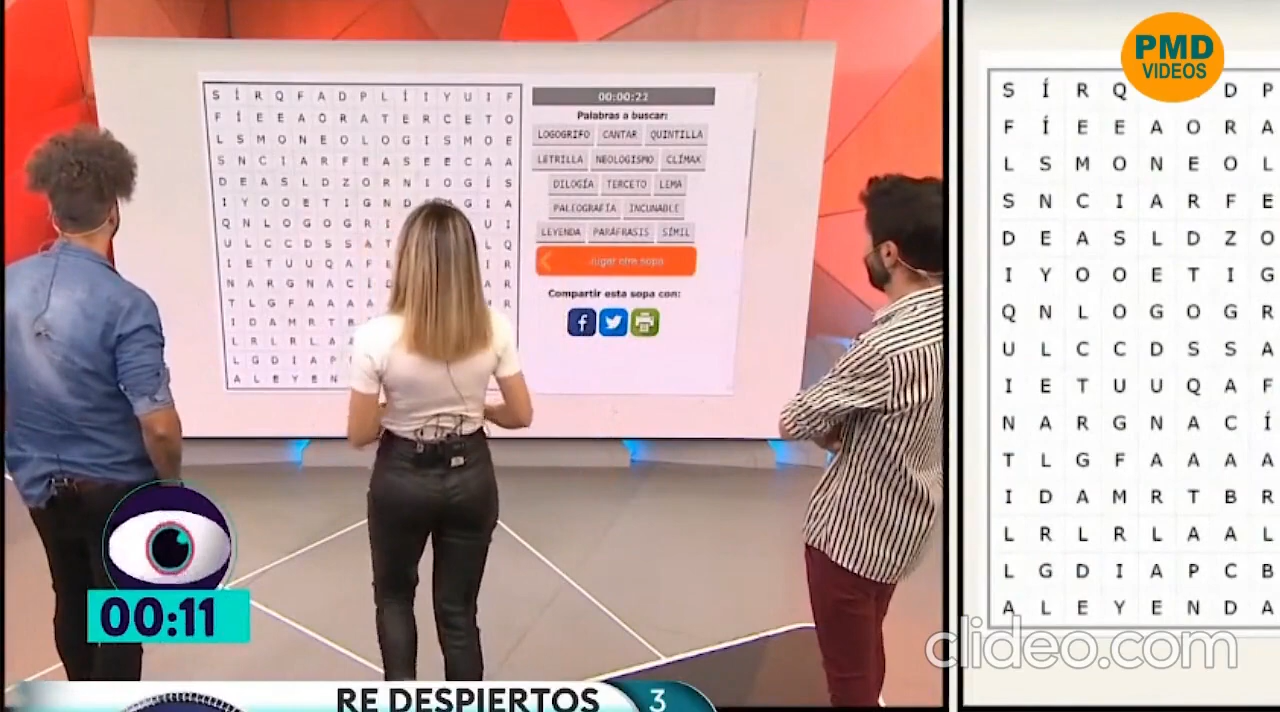 S Í R Q F A D P L Í I Y U I F
F Í E E A O R A T E R C E T O
L S M O N E O L O G I S M O E
S N C I A R F E A S E E C A A
D E A S L D Z O R N I O G Í S
I Y O O E T I G N D A G I A
Q N L O G O G R I U I
U L C C D S S A T L Q
I E T U U Q A F E I R
N A R G N A C Í D A R
T L G F A A A A M R
I D A M R T B
L R L R L A A
L G D I A P C
A L E Y E N
00:00:22
Palabras a buscar:
LOGOGRIFO CANTAR QUINTILLA
LETRILLA NEOLOGISMO CLÍMAX
DILOGÍA TERCETO LEMA
PALEOGRAFÍA INCUNABLE
LEYENDA PARÁFRASIS SÍMIL
Jugar otra sopa
Compartir esta sopa con:
00:11
RE DESPIERTOS 3
PMD
VIDEOS
S Í R Q D P
F Í E E A O R A
L S M O N E O L
S N C I A R F E
D E A S L D Z O
I Y O O E T I G
Q N L O G O G R
U L C C D S S A
I E T U U Q A F
N A R G N A C Í
T L G F A A A A
I D A M R T B R
L R L R L A A L
L G D I A P C B
A L E Y E N D A
clideo.com